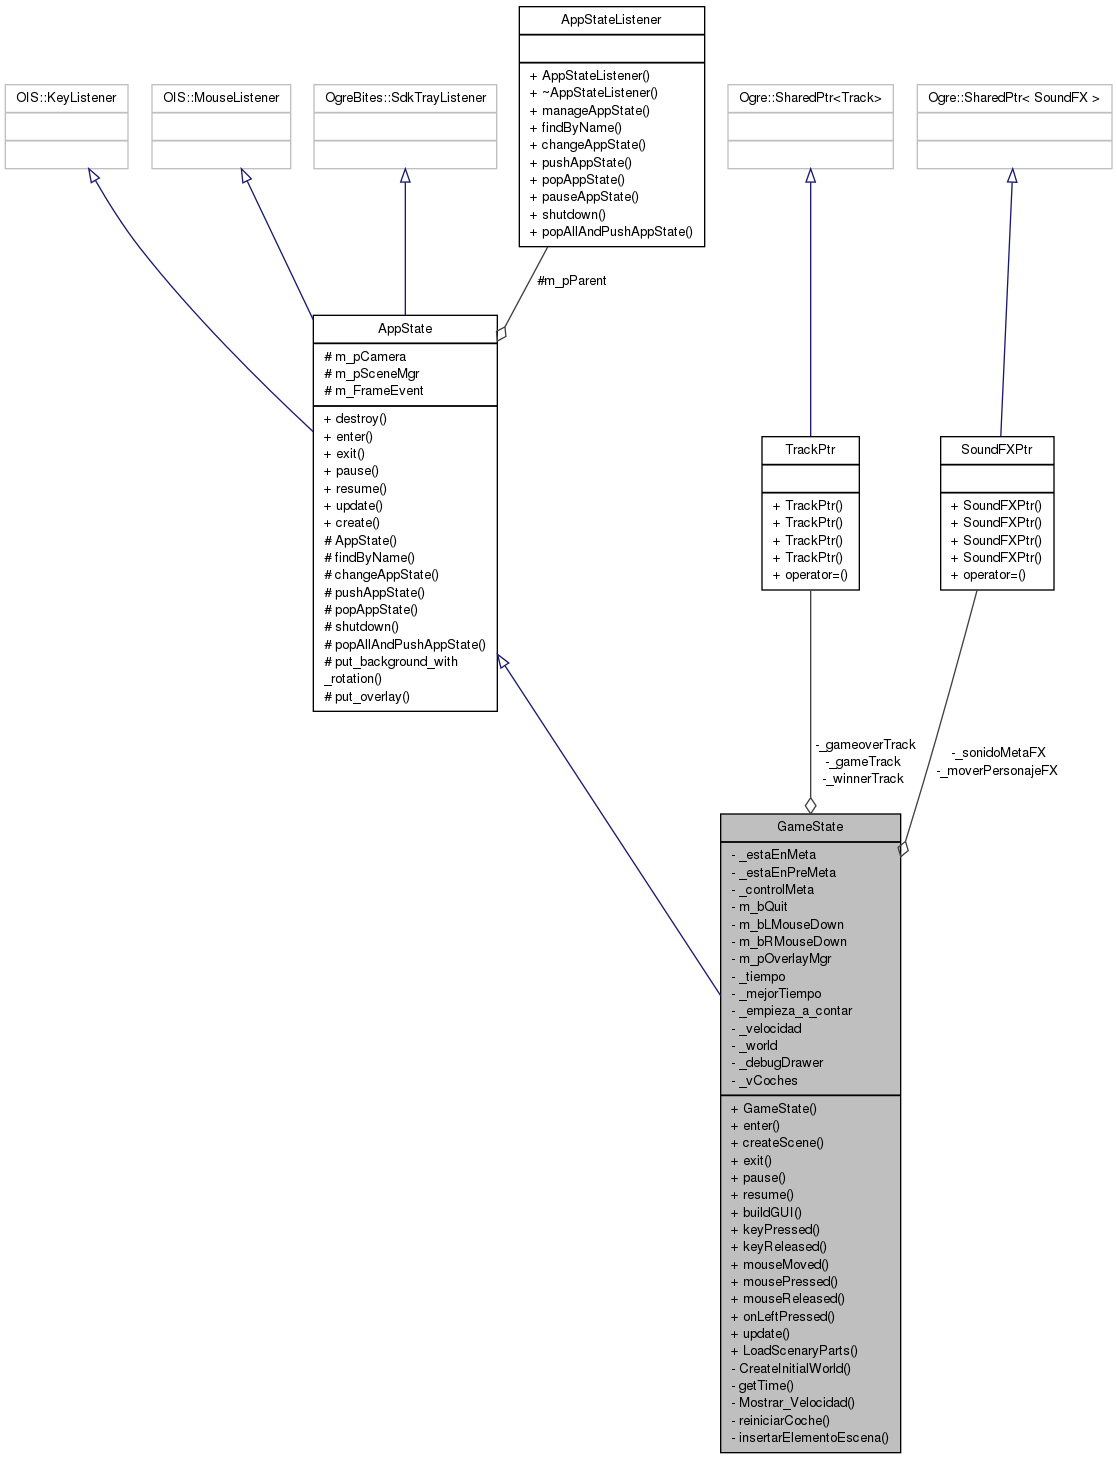 AppStateListener
+ AppStateListener()
+ ~AppStateListener()
+ manageAppState()
+ findByName()
+ changeAppState()
+ pushAppState()
+ popAppState()
+ pauseAppState()
+ shutdown()
+ popAllAndPushAppState()
OIS::KeyListener
OIS::MouseListener
OgreBites::SdkTrayListener
Ogre::SharedPtr<Track>
Ogre::SharedPtr< SoundFX >
#m_pParent
AppState
# m_pCamera
# m_pSceneMgr
# m_FrameEvent
+ destroy()
+ enter()
+ exit()
+ pause()
+ resume()
+ update()
+ create()
# AppState()
# findByName()
# changeAppState()
# pushAppState()
# popAppState()
# shutdown()
# popAllAndPushAppState()
# put_background_with
_rotation()
# put_overlay()
TrackPtr
+ TrackPtr()
+ TrackPtr()
+ TrackPtr()
+ TrackPtr()
+ operator=()
SoundFXPtr
+ SoundFXPtr()
+ SoundFXPtr()
+ SoundFXPtr()
+ SoundFXPtr()
+ operator=()
-_gameoverTrack
-_gameTrack
-_winnerTrack
-_sonidoMetaFX
-_moverPersonajeFX
GameState
- _estaEnMeta
- _estaEnPreMeta
- _controlMeta
- m_bQuit
- m_bLMouseDown
- m_bRMouseDown
- m_pOverlayMgr
- _tiempo
- _mejorTiempo
- _empieza_a_contar
- _velocidad
- _world
- _debugDrawer
- _vCoches
+ GameState()
+ enter()
+ createScene()
+ exit()
+ pause()
+ resume()
+ buildGUI()
+ keyPressed()
+ keyReleased()
+ mouseMoved()
+ mousePressed()
+ mouseReleased()
+ onLeftPressed()
+ update()
+ LoadScenaryParts()
- CreateInitialWorld()
- getTime()
- Mostrar_Velocidad()
- reiniciarCoche()
- insertarElementoEscena()